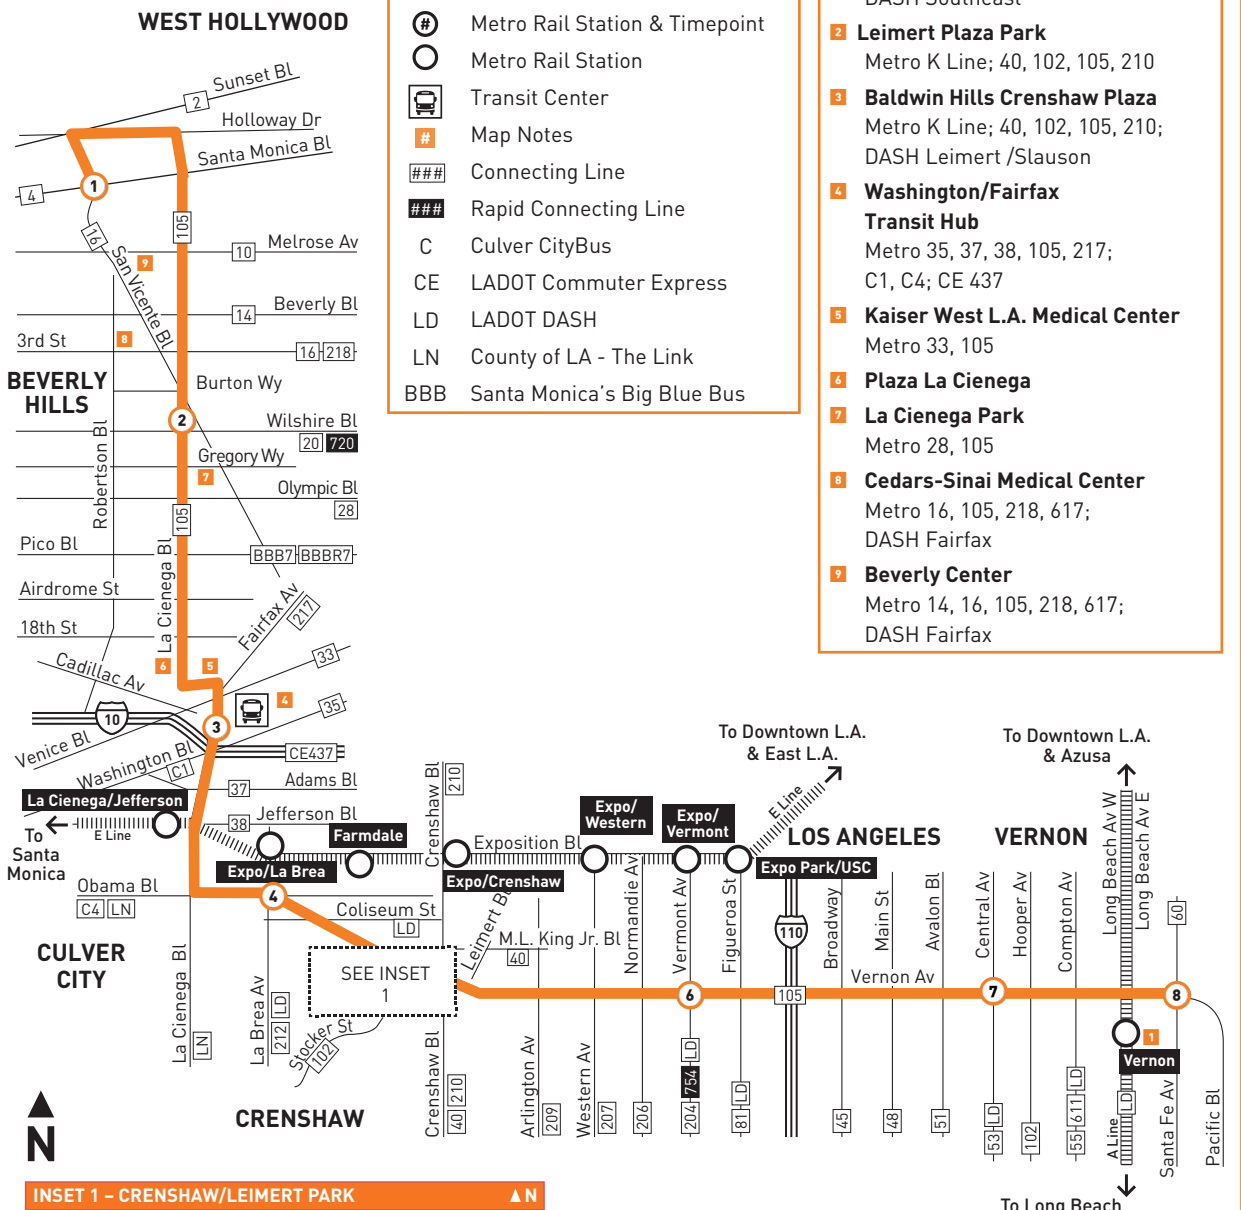 WEST HOLLYWOOD
Sunset Bl
2
Holloway Dr
Santa Monica Bl
4
1
16
105
San Vicente Bl
9
10
Melrose Av
14
Beverly Bl
8
3rd St
16
218
BEVERLY
HILLS
Burton Wy
2
Wilshire Bl
20
720
Robertson Bl
Gregory Wy
7
Olympic Bl
28
105
La Cienega Bl
Pico Bl
BBB7
BBBR7
Airdrome St
Fairfax Av
217
18th St
6
5
33
Cadillac Av
4
35
10
3
Venice Bl
Washington Bl
C1
CE437
37
Adams Bl
La Cienega/Jefferson
38
Jefferson Bl
To
Santa
Monica
E Line
Farmdale
Expo/La Brea
Crenshaw Bl
210
Exposition Bl
Expo/Crenshaw
Expo/
Western
Expo/
Vermont
To Downtown L.A.
& East L.A.
E Line
LOS ANGELES
VERNON
Expo Park/USC
To Downtown L.A.
& Azusa
Long Beach Av W
Long Beach Av E
Obama Bl
C4
LN
4
Coliseum St
LD
Leimert Bl
M.L. King Jr. Bl
40
Normandie Av
Vermont Av
Figueroa St
110
Broadway
Main St
Avalon Bl
Central Av
Hooper Av
Compton Av
60
CULVER
CITY
SEE INSET
1
Vernon Av
6
105
7
8
La Cienega Bl
LN
La Brea Av
212
LD
Stocker St
102
Crenshaw Bl
40
210
Arlington Av
209
Western Av
207
206
204
754
LD
81
LD
45
48
51
53
LD
102
55
611
LD
1
Vernon
LD
A Line
Santa Fe Av
Pacific Bl
To Long Beach
CRENSHAW
N
INSET 1 – CRENSHAW/LEIMERT PARK
N
# Metro Rail Station & Timepoint
Metro Rail Station
Transit Center
# Map Notes
### Connecting Line
### Rapid Connecting Line
C Culver CityBus
CE LADOT Commuter Express
LD LADOT DASH
LN County of LA - The Link
BBB Santa Monica's Big Blue Bus
DASH Southeast
2 Leimert Plaza Park
Metro K Line; 40, 102, 105, 210
3 Baldwin Hills Crenshaw Plaza
Metro K Line; 40, 102, 105, 210;
DASH Leimert /Slauson
4 Washington/Fairfax
Transit Hub
Metro 35, 37, 38, 105, 217;
C1, C4; CE 437
5 Kaiser West L.A. Medical Center
Metro 33, 105
6 Plaza La Cienega
7 La Cienega Park
Metro 28, 105
8 Cedars-Sinai Medical Center
Metro 16, 105, 218, 617;
DASH Fairfax
9 Beverly Center
Metro 14, 16, 105, 218, 617;
DASH Fairfax